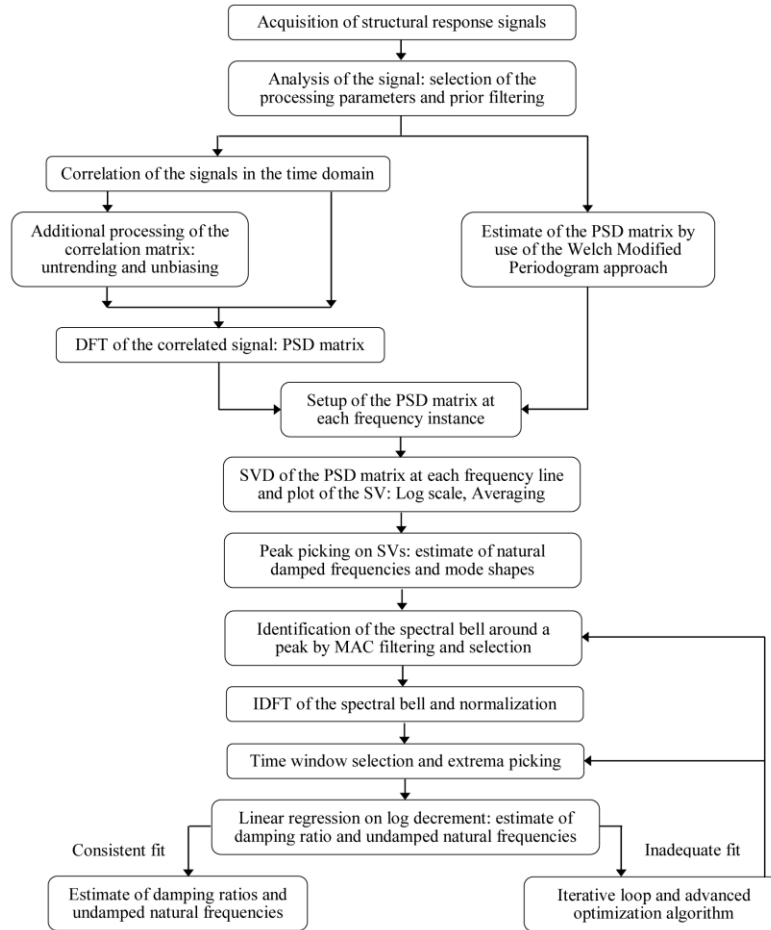 Acquisition of structural response signals
Analysis of the signal: selection of the
processing parameters and prior filtering
Correlation of the signals in the time domain
Additional processing of the
correlation matrix:
untrending and unbiasing
Estimate of the PSD matrix by
use of the Welch Modified
Periodogram approach
DFT of the correlated signal: PSD matrix
Setup of the PSD matrix at
each frequency instance
SVD of the PSD matrix at each frequency line
and plot of the SV: Log scale, Averaging
Peak picking on SVs: estimate of natural
damped frequencies and mode shapes
Identification of the spectral bell around a
peak by MAC filtering and selection
IDFT of the spectral bell and normalization
Time window selection and extrema picking
Linear regression on log decrement: estimate of
damping ratio and undamped natural frequencies
Consistent fit
Inadequate fit
Estimate of damping ratios and
undamped natural frequencies
Iterative loop and advanced
optimization algorithm